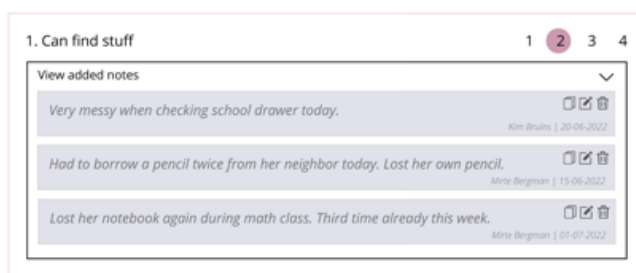 1. Can find stuff 1 2 3 4
View added notes
Very messy when checking school drawer today.
Kim Bruins | 20-06-2022
Had to borrow a pencil twice from her neighbor today. Lost her own pencil.
Mirte Bergman | 15-06-2022
Lost her notebook again during math class. Third time already this week.
Mirte Bergman | 01-07-2022